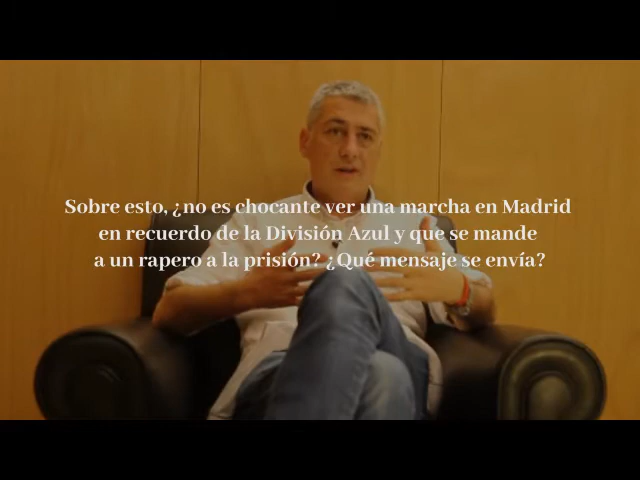 Sobre esto, ¿no es chocante ver una marcha en Madrid
en recuerdo de la División Azul y que se mande
a un rapero a la prisión? ¿Qué mensaje se envía?